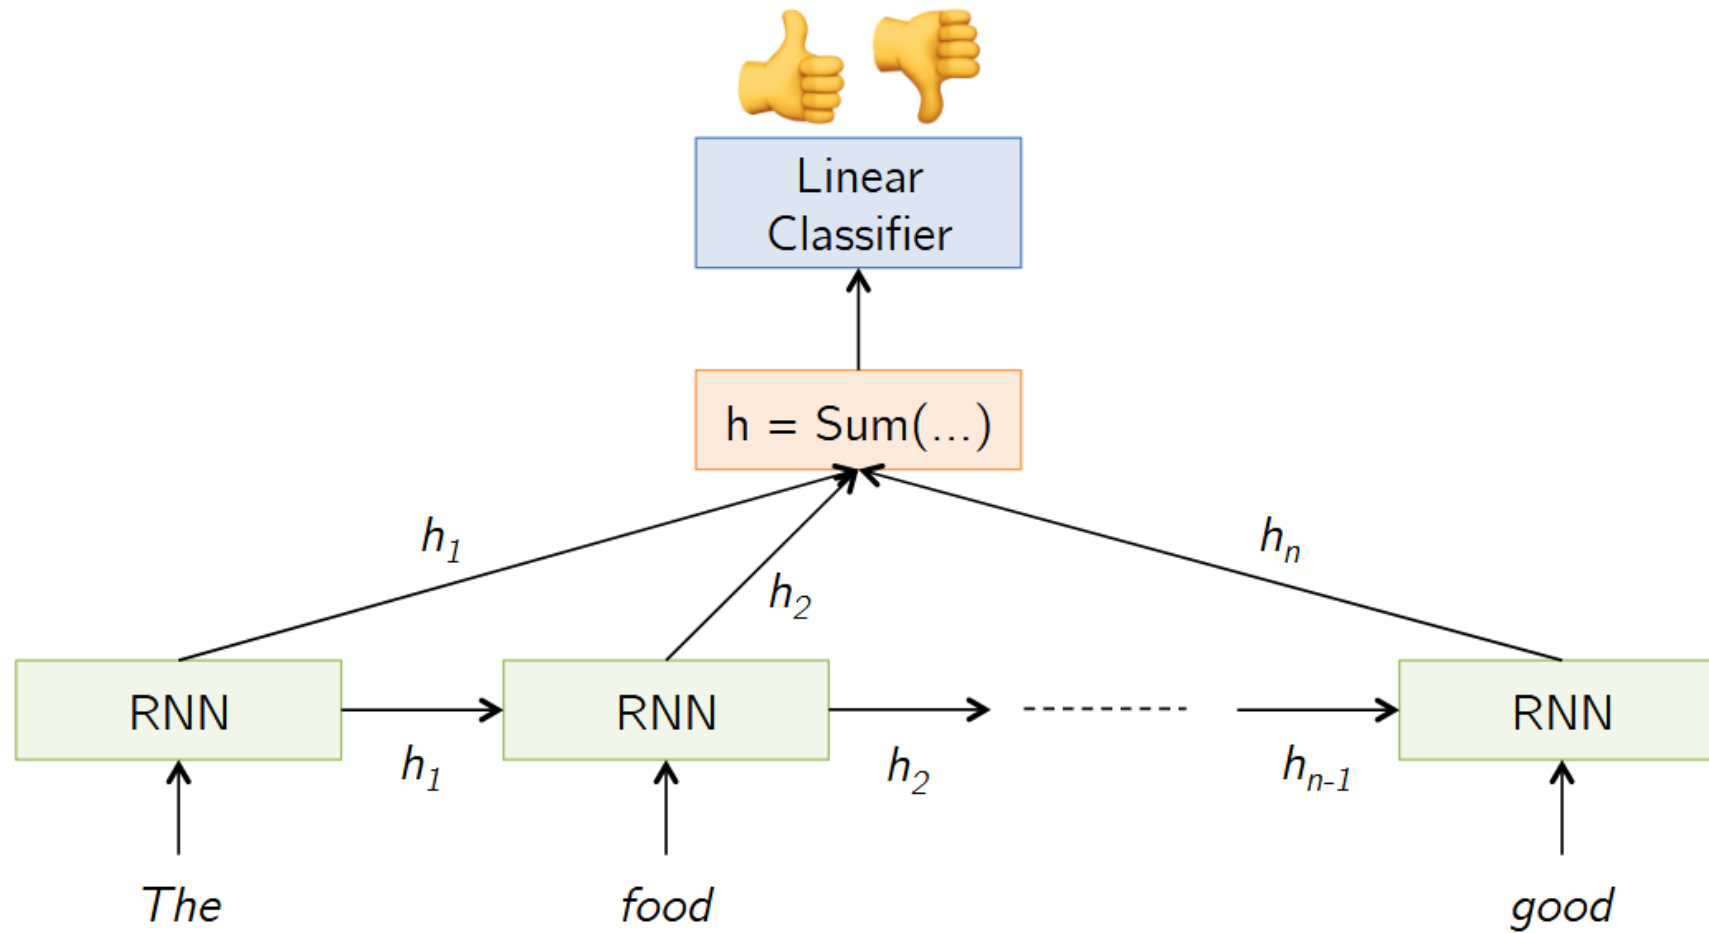 Linear
Classifier
h = Sum(...)
h1
h2
hn
RNN
RNN
RNN
h1
h2
hn-1
The
food
good